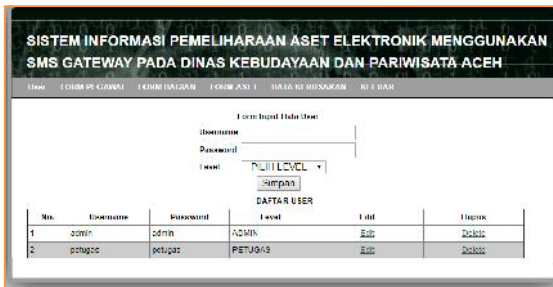 SISTEM INFORMASI PEMELIHARAAN ASET ELEKTRONIK MENGGUNAKAN
SMS GATEWAY PADA DINAS KEBUDAYAAN DAN PARIWISATA ACEH
User FORM PEGAWAI FORM BAGIAN FORM ASET DATA KERUSAKAN KELUAR
Form Input Data User
Username
Password
Level PILIH LEVEL
Simpan
DAFTAR USER
No. Username Password Level Edit Hapus
1 admin admin ADMIN Edit Delete
2 petugas petugas PETUGAS Edit Delete